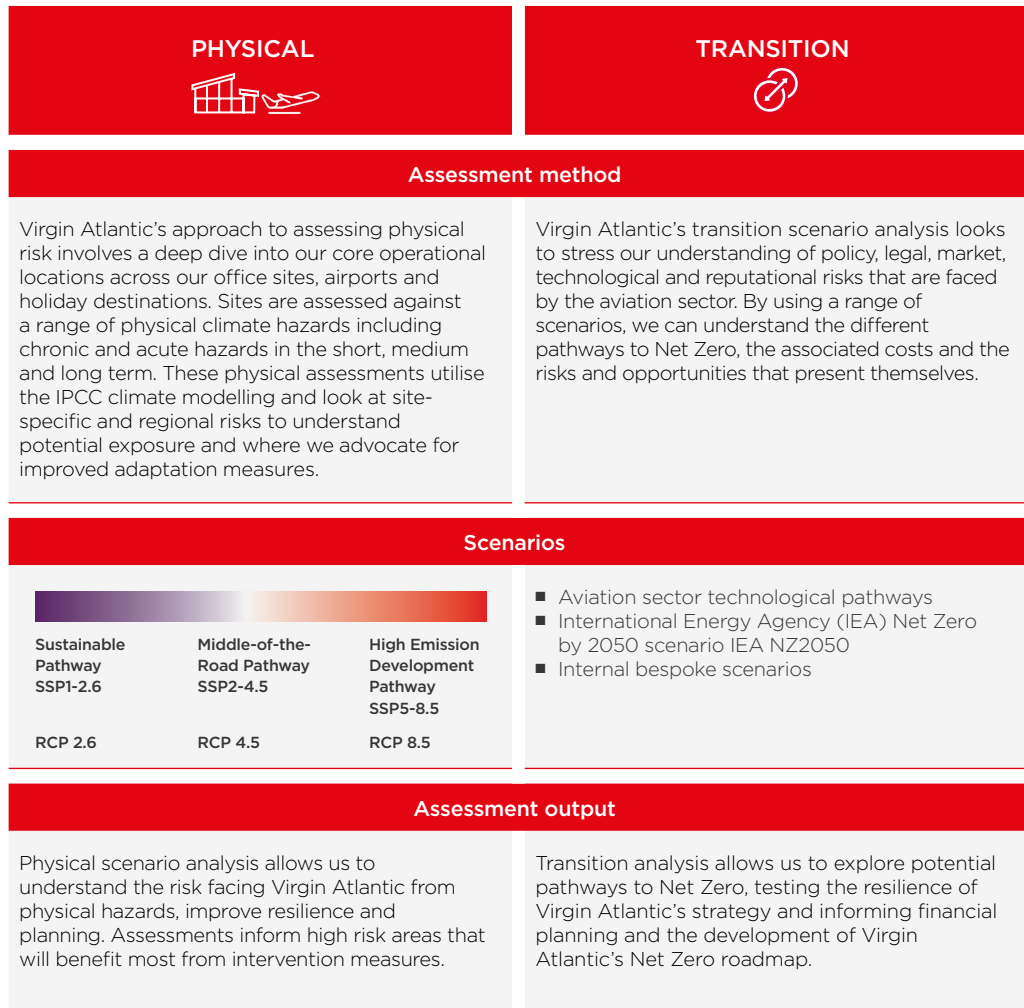 PHYSICAL
TRANSITION
Assessment method
Virgin Atlantic's approach to assessing physical
risk involves a deep dive into our core operational
locations across our office sites, airports and
holiday destinations. Sites are assessed against
a range of physical climate hazards including
chronic and acute hazards in the short, medium
and long term. These physical assessments utilise
the IPCC climate modelling and look at site-
specific and regional risks to understand
potential exposure and where we advocate for
improved adaptation measures.
Virgin Atlantic's transition scenario analysis looks
to stress our understanding of policy, legal, market,
technological and reputational risks that are faced
by the aviation sector. By using a range of
scenarios, we can understand the different
pathways to Net Zero, the associated costs and the
risks and opportunities that present themselves.
Scenarios
Sustainable
Pathway
SSP1-2.6
RCP 2.6
Middle-of-the-
Road Pathway
SSP2-4.5
RCP 4.5
High Emission
Development
Pathway
SSP5-8.5
RCP 8.5
■ Aviation sector technological pathways
■ International Energy Agency (IEA) Net Zero
by 2050 scenario IEA NZ2050
■ Internal bespoke scenarios
Assessment output
Physical scenario analysis allows us to
understand the risk facing Virgin Atlantic from
physical hazards, improve resilience and
planning. Assessments inform high risk areas that
will benefit most from intervention measures.
Transition analysis allows us to explore potential
pathways to Net Zero, testing the resilience of
Virgin Atlantic's strategy and informing financial
planning and the development of Virgin
Atlantic's Net Zero roadmap.